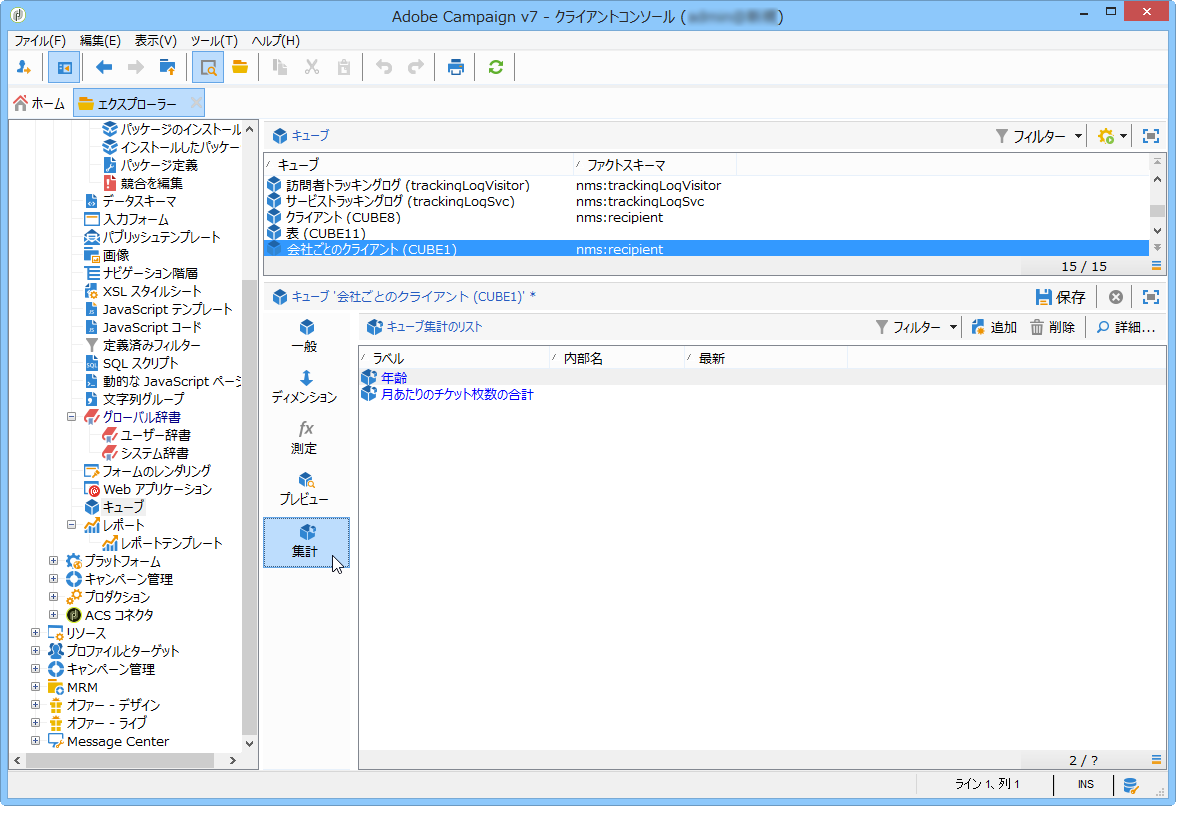 Adobe Campaign v7 - クライアントコンソール (
ファイル(F) 編集(E) 表示(V) ツール(T) ヘルプ(H)
ホーム エクスプローラー
パッケージのインストール
インストールしたパッケー
パッケージ定義
競合を編集
データスキーマ
入力フォーム
パブリッシュテンプレート
画像
ナビゲーション階層
XSL スタイルシート
JavaScript テンプレート
JavaScript コード
定義済みフィルター
SQL スクリプト
動的な JavaScript ページ
文字列グループ
グローバル辞書
ユーザー辞書
システム辞書
フォームのレンダリング
Web アプリケーション
キューブ
レポート
レポートテンプレート
プラットフォーム
キャンペーン管理
プロダクション
ACS コネクタ
リソース
プロファイルとターゲット
キャンペーン管理
MRM
オファー - デザイン
オファー - ライブ
Message Center
キューブ フィルター
キューブ ファクトスキーマ
訪問者トラッキングログ (trackingLogVisitor) nms:trackingLogVisitor
サービストラッキングログ (trackingLogSvc) nms:trackingLogSvc
クライアント (CUBE8) nms:recipient
表 (CUBE11)
会社ごとのクライアント (CUBE1) nms:recipient
15 / 15
キューブ '会社ごとのクライアント (CUBE1)' * 保存
一般
ディメンション
fx
測定
プレビュー
集計
キューブ集計のリスト フィルター 追加 削除 詳細...
ラベル 内部名 最新
年齢
月あたりのチケット枚数の合計
2 / ?
ライン 1、列 1 INS